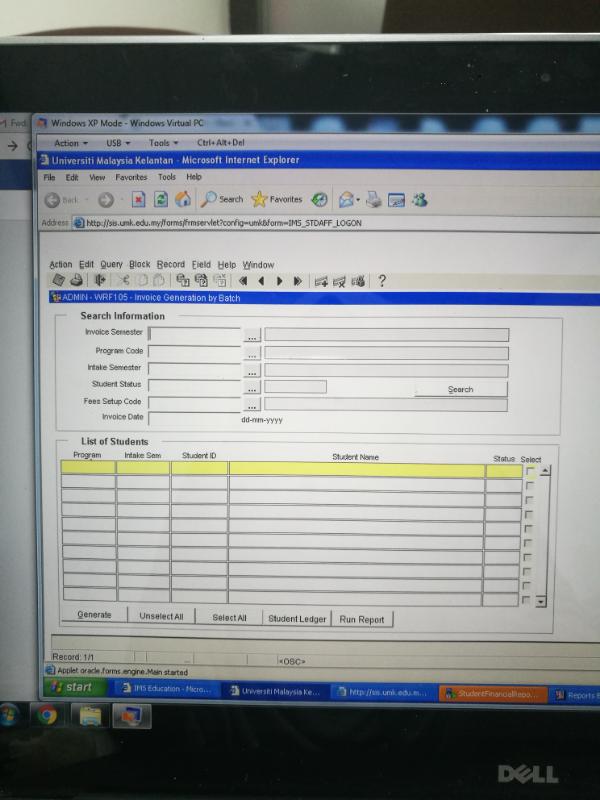 Fwd:
Windows XP Mode - Windows Virtual PC
Action USB Tools Ctrl+Alt+Del
Universiti Malaysia Kelantan - Microsoft Internet Explorer
File Edit View Favorites Tools Help
Back Search Favorites
Address http://sis.umk.edu.my/forms/frmservlet?config=umk&form=IMS_STDAFF_LOGON
Action Edit Query Block Record Field Help Window
?
ADMIN - WRF105 - Invoice Generation by Batch
Search Information
Invoice Semester ...
Program Code ...
Intake Semester ...
Student Status ... Search
Fees Setup Code ...
Invoice Date dd-mm-yyyy
List of Students
Program Intake Sem Student ID Student Name Status Select
Generate Unselect All Select All Student Ledger Run Report
Record: 1/1 ... <OSC>
Applet oracle.forms.engine.Main started
start IMS Education - Micro... Universiti Malaysia Ke... http://sis.umk.edu.m... StudentFinancialRepo... Reports B
DELL